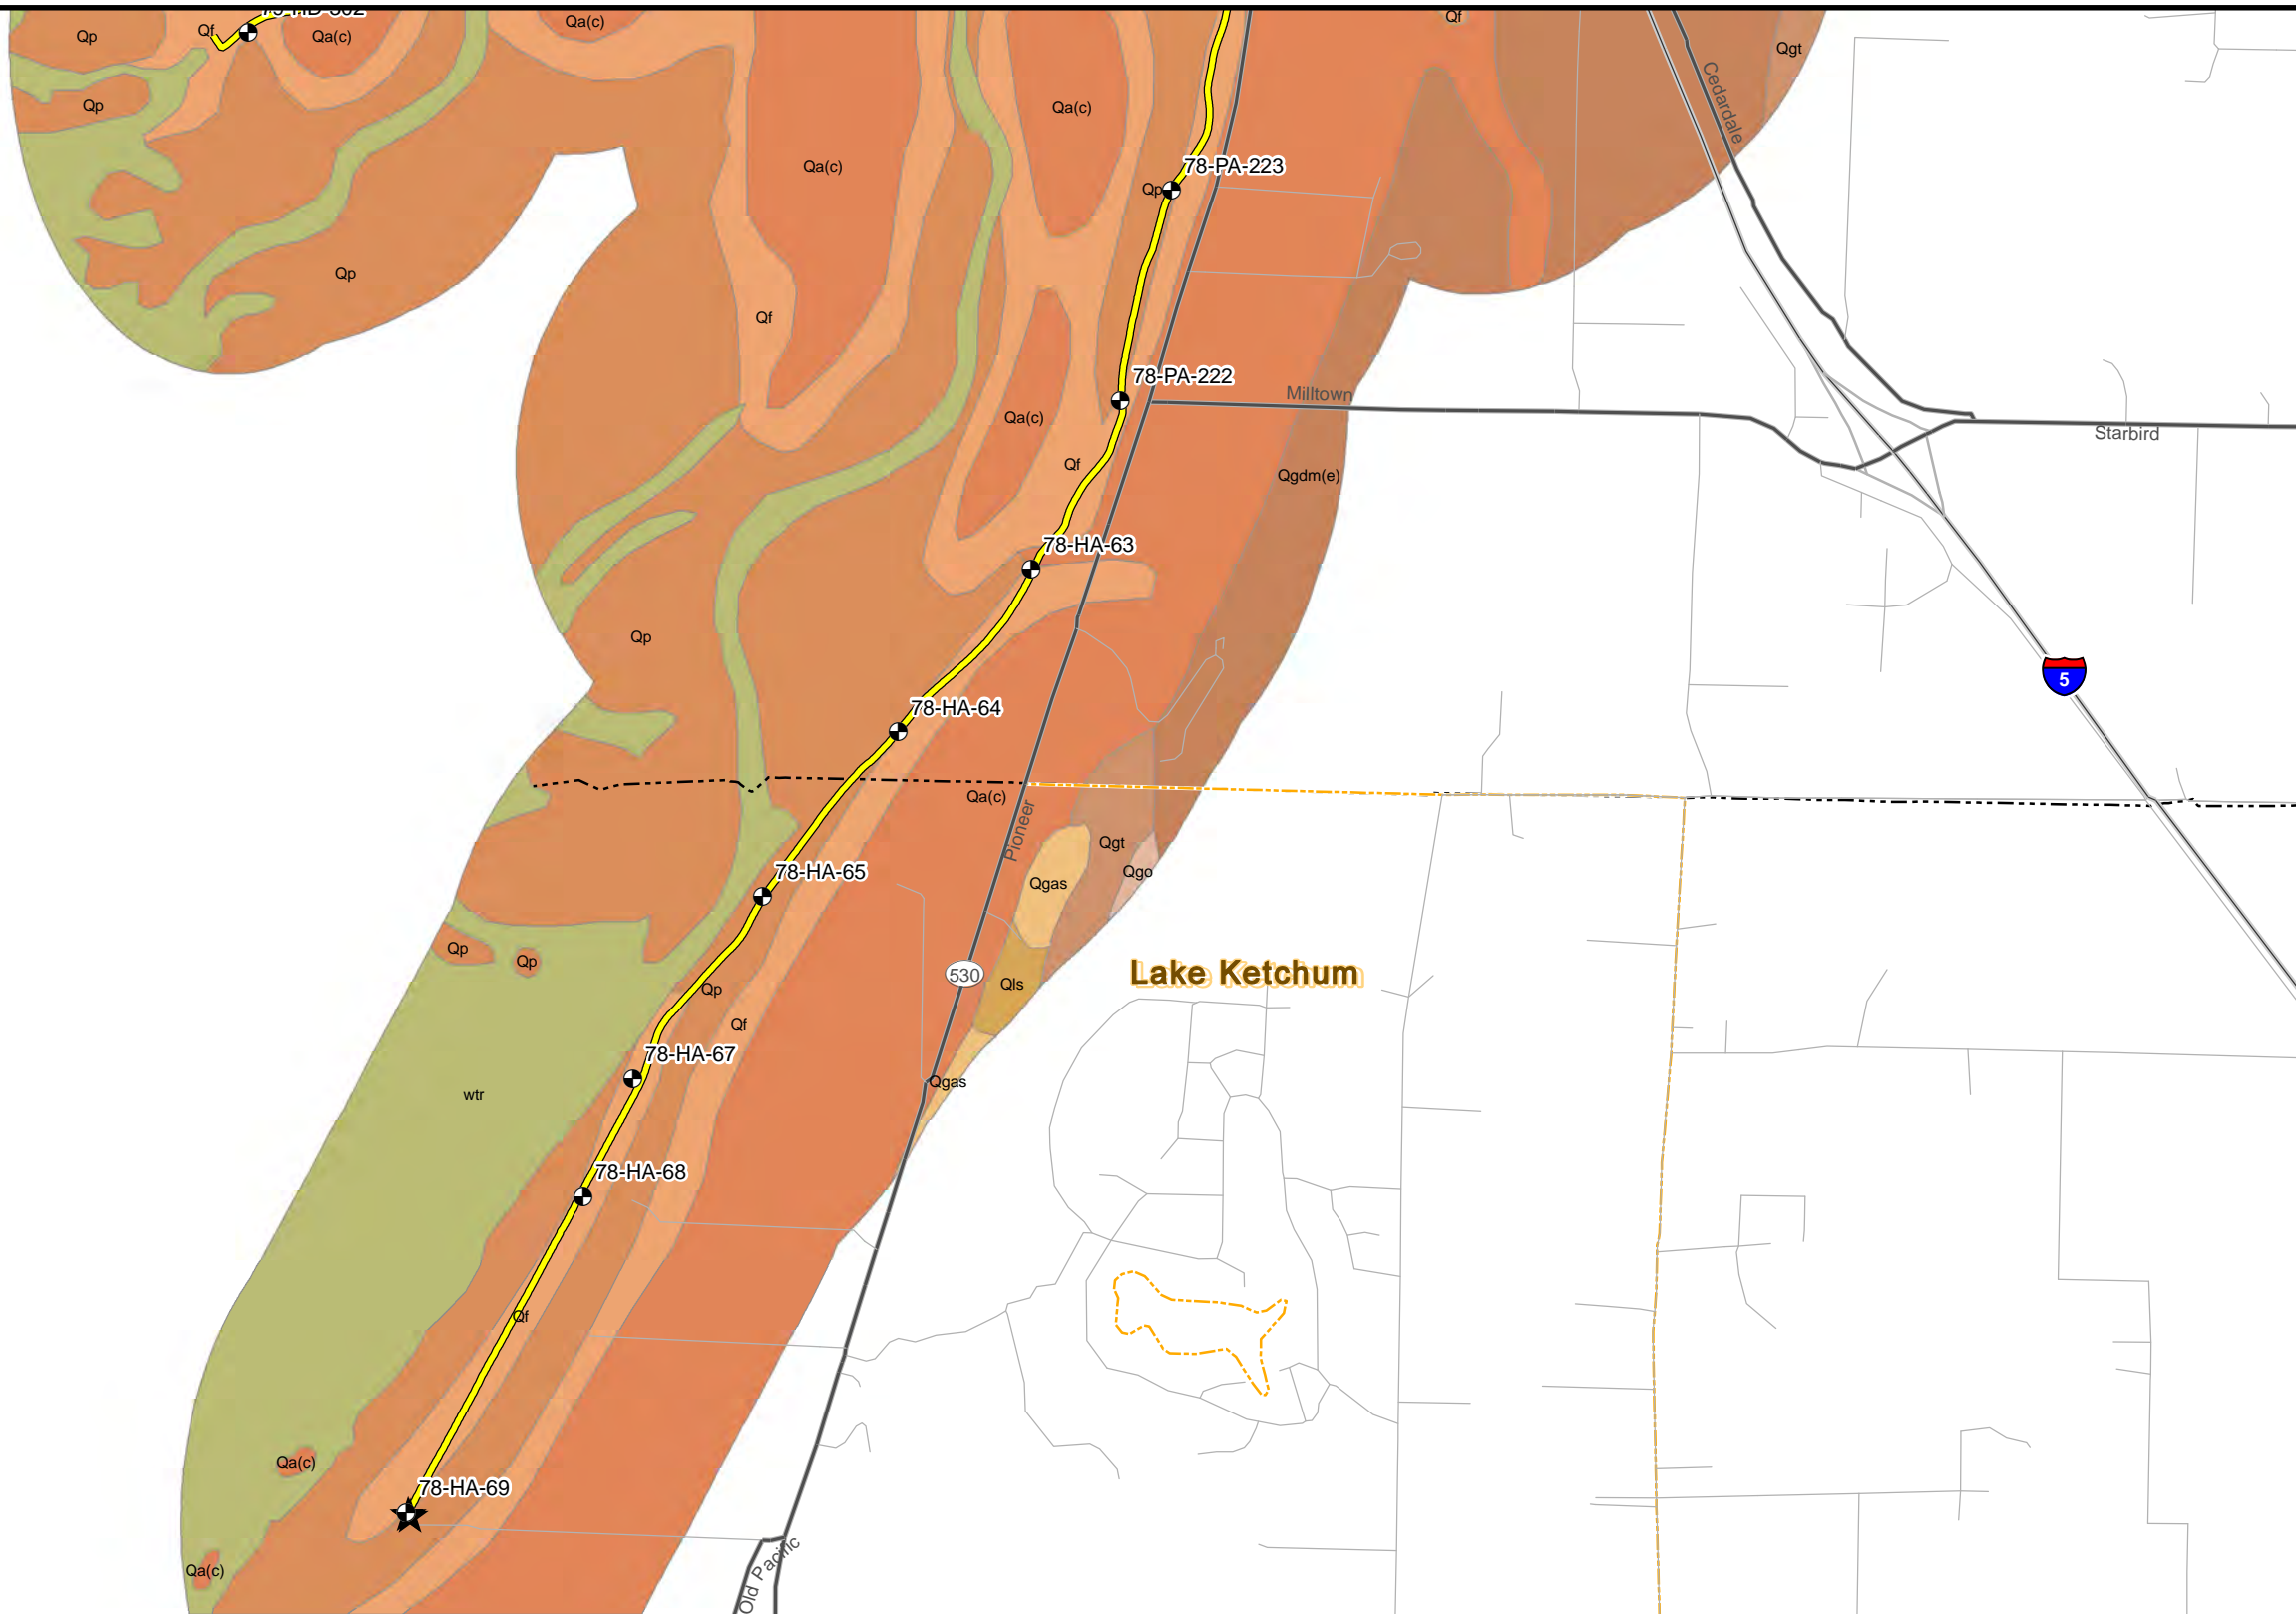 Qp
Qf
Qa(c)
Qa(c)
Qf
Qgt
Cedardale
Qp
Qa(c)
Qa(c)
78-PA-223
Qp
Qp
Qf
78-PA-222
Milltown
Qa(c)
Starbird
Qf
Qgdm(e)
78-HA-63
Qp
5
78-HA-64
Qa(c)
Pioneer
Qgt
78-HA-65
Qgas
Qgo
Qp
Qp
530
Lake Ketchum
Qp
Qls
Qf
78-HA-67
Qgas
wtr
78-HA-68
Qf
Qa(c)
78-HA-69
Qa(c)
Old Pacific